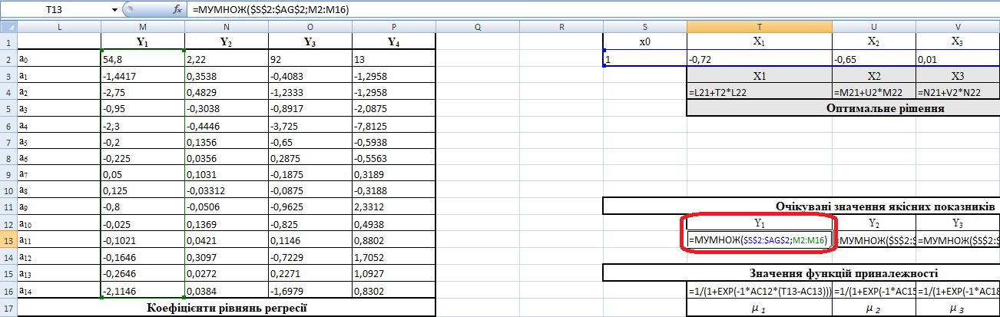 T13 fx =МУМНОЖ($S$2:$AG$2;M2:M16)
L M N O P Q R S T U V
1 Y1 Y2 Y3 Y4 x0 X1 X2 X3
2 a0 54,8 2,22 92 13 1 -0,72 -0,65 0,01
3 a1 -1,4417 0,3538 -0,4083 -1,2958 X1 X2 X3
4 a2 -2,75 0,4829 -1,2333 -1,2958 =L21+T2*L22 =M21+U2*M22 =N21+V2*N22
5 a3 -0,95 -0,3038 -0,8917 -2,0875 Оптимальне рішення
6 a4 -2,3 -0,4446 -3,725 -7,8125
7 a5 -0,2 0,1356 -0,65 -0,5938
8 a6 -0,225 0,0356 0,2875 -0,5563
9 a7 0,05 0,1031 -0,1875 0,3189
10 a8 0,125 -0,03312 -0,0875 -0,3188
11 a9 -0,8 -0,0506 -0,9625 2,3312 Очікувані значення якісних показників
12 a10 -0,025 0,1369 -0,825 0,4938 Y1 Y2 Y3
13 a11 -0,1021 0,0421 0,1146 0,8802 =МУМНОЖ($S$2:$AG$2;M2:M16) =МУМНОЖ($S$2:$ =МУМНОЖ($S$2:$
14 a12 -0,1646 0,3097 -0,7229 1,7052
15 a13 -0,2646 0,0272 0,2271 1,0927 Значення функцій приналежності
16 a14 -2,1146 0,0384 -1,6979 0,8302 =1/(1+EXP(-1*AC12*(T13-AC13))) =1/(1+EXP(-1*AC15 =1/(1+EXP(-1*AC18
17 Коефіцієнти рівнянь регресії μ 1 μ 2 μ 3